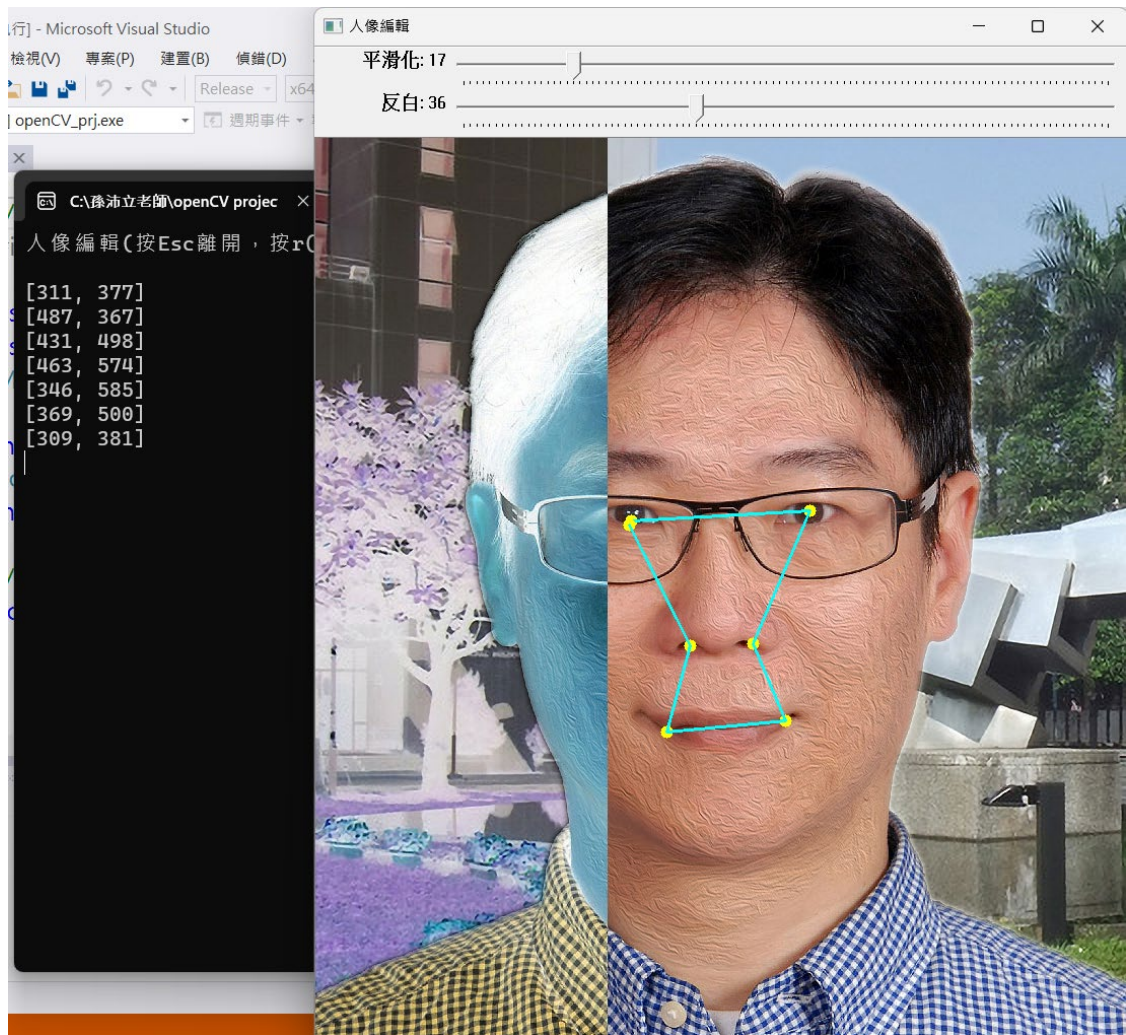 行] - Microsoft Visual Studio
檢視(V) 專案(P) 建置(B) 偵錯(D)
Release x64
openCV_prj.exe 週期事件
人像編輯
平滑化: 17
反白: 36
C:\孫沛立老師\openCV projec
人像編輯(按Esc離開，按r(
[311, 377]
[487, 367]
[431, 498]
[463, 574]
[346, 585]
[369, 500]
[309, 381]